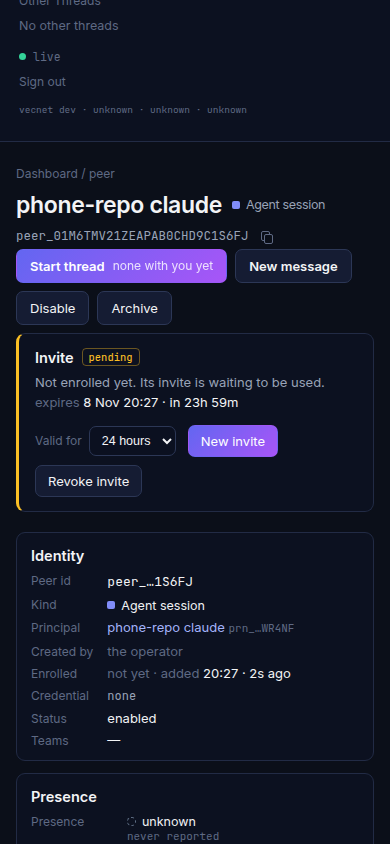 Other Threads
No other threads
live
Sign out
vecnet dev · unknown · unknown · unknown
Dashboard / peer
phone-repo claude Agent session
peer_01M6TMV21ZEAPAB0CHD9C1S6FJ
Start thread none with you yet New message
Disable Archive
Invite pending
Not enrolled yet. Its invite is waiting to be used.
expires 8 Nov 20:27 · in 23h 59m
Valid for 24 hours New invite
Revoke invite
Identity
Peer id peer_…1S6FJ
Kind Agent session
Principal phone-repo claude prn_…WR4NF
Created by the operator
Enrolled not yet · added 20:27 · 2s ago
Credential none
Status enabled
Teams —
Presence
Presence unknown
never reported